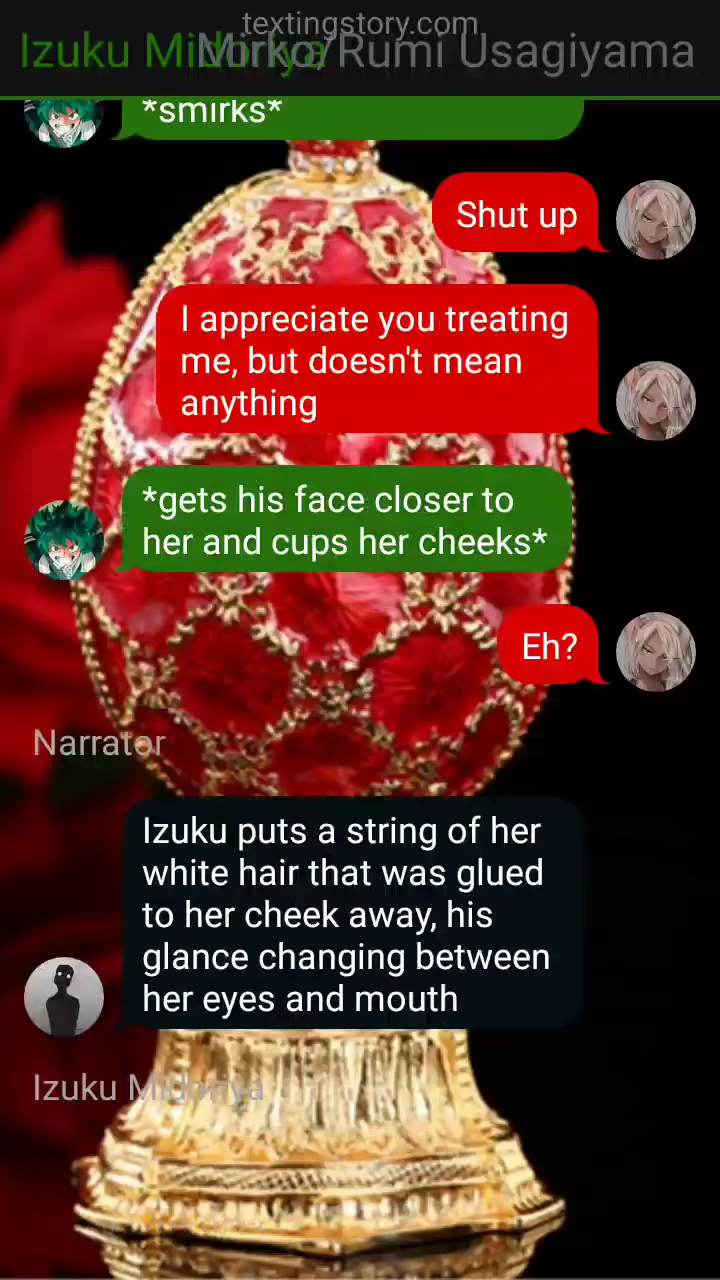 textingstory.com
Izuku Midoriya
Mirko/Rumi Usagiyama
*smirks*
Shut up
I appreciate you treating
me, but doesn't mean
anything
*gets his face closer to
her and cups her cheeks*
Eh?
Narrator
Izuku puts a string of her
white hair that was glued
to her cheek away, his
glance changing between
her eyes and mouth
Izuku Midoriya